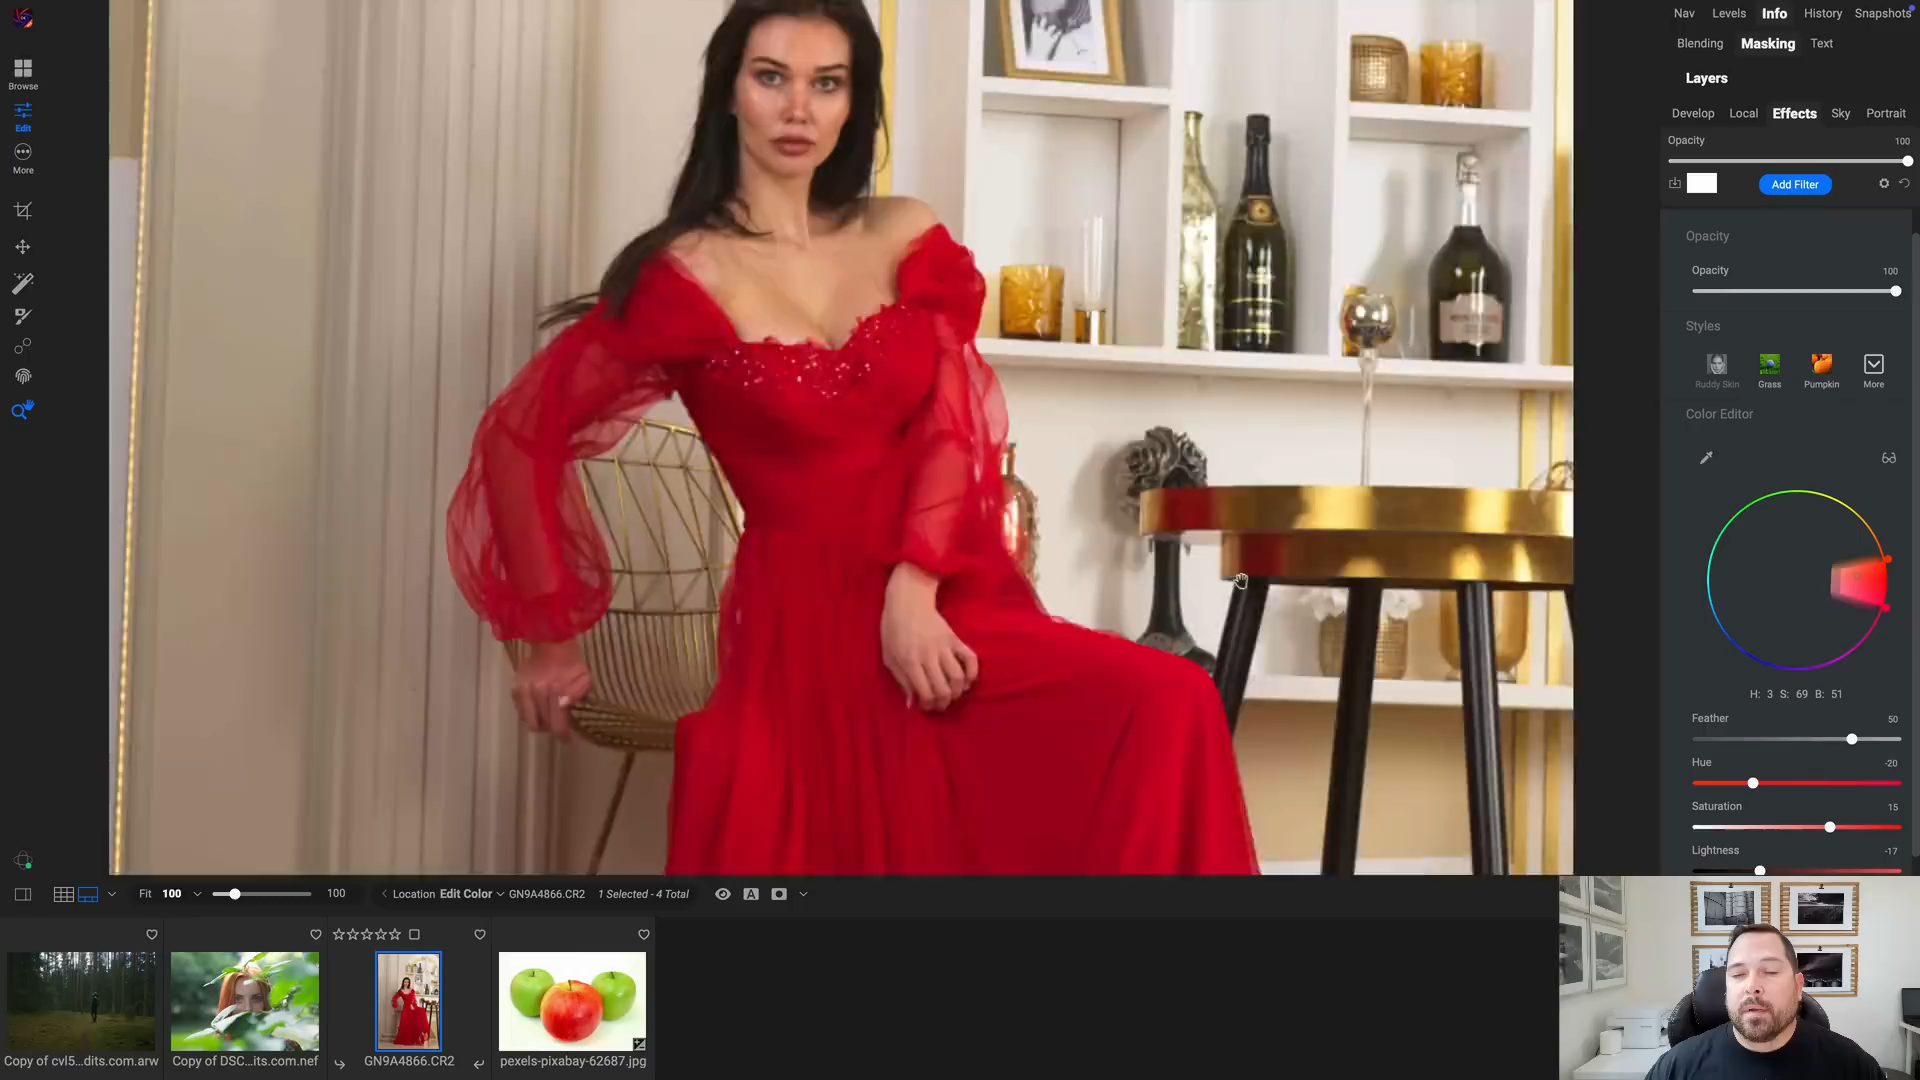 Nav Levels Info History Snapshots
Blending Masking Text
Layers
Develop Local Effects Sky Portrait
Opacity 100
Add Filter
Opacity
Opacity 100
Styles
Ruddy Skin Grass Pumpkin More
Color Editor
H: 3 S: 69 B: 51
Feather 50
Hue -20
Saturation 15
Lightness -17
Browse
Edit
More
Fit 100 100 Location Edit Color GN9A4866.CR2 1 Selected - 4 Total A
Copy of cvl5...dits.com.arw Copy of DSC...its.com.nef GN9A4866.CR2 pexels-pixabay-62687.jpg